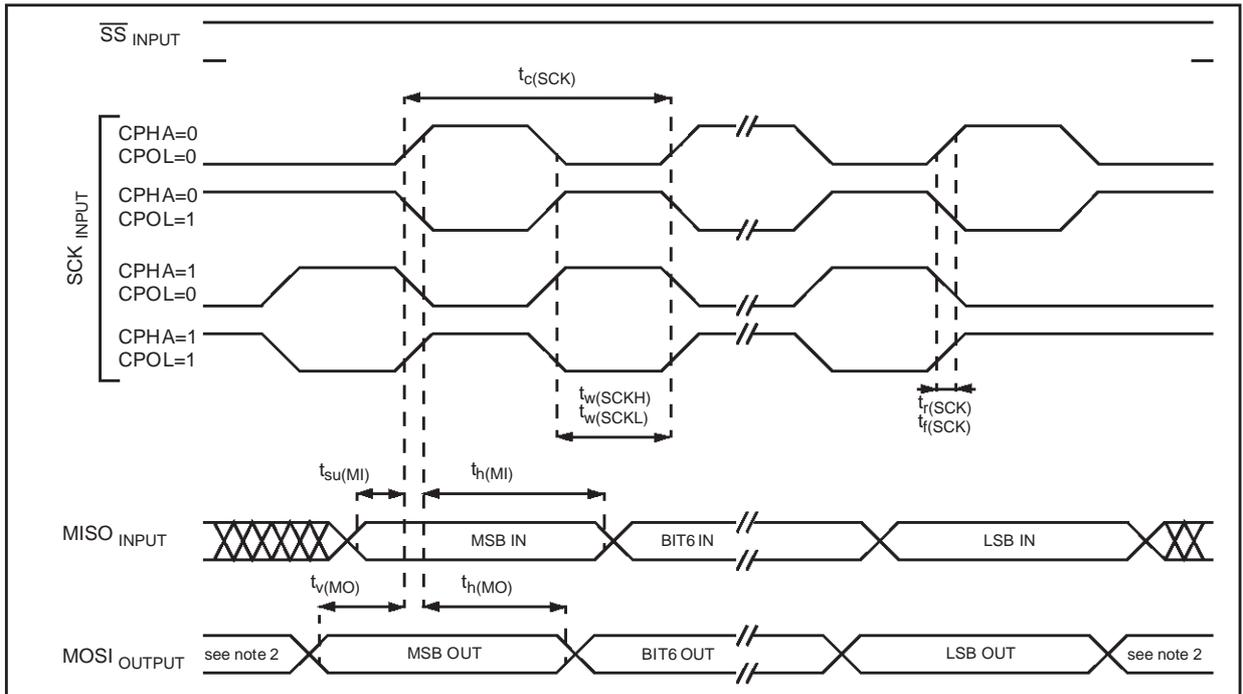 SS INPUT
tc(SCK)
SCK INPUT
CPHA=0
CPOL=0
CPHA=0
CPOL=1
CPHA=1
CPOL=0
CPHA=1
CPOL=1
tw(SCKH)
tw(SCKL)
tr(SCK)
tf(SCK)
tsu(MI)
th(MI)
MISO INPUT
MSB IN
BIT6 IN
LSB IN
tv(MO)
th(MO)
MOSI OUTPUT
see note 2
MSB OUT
BIT6 OUT
LSB OUT
see note 2